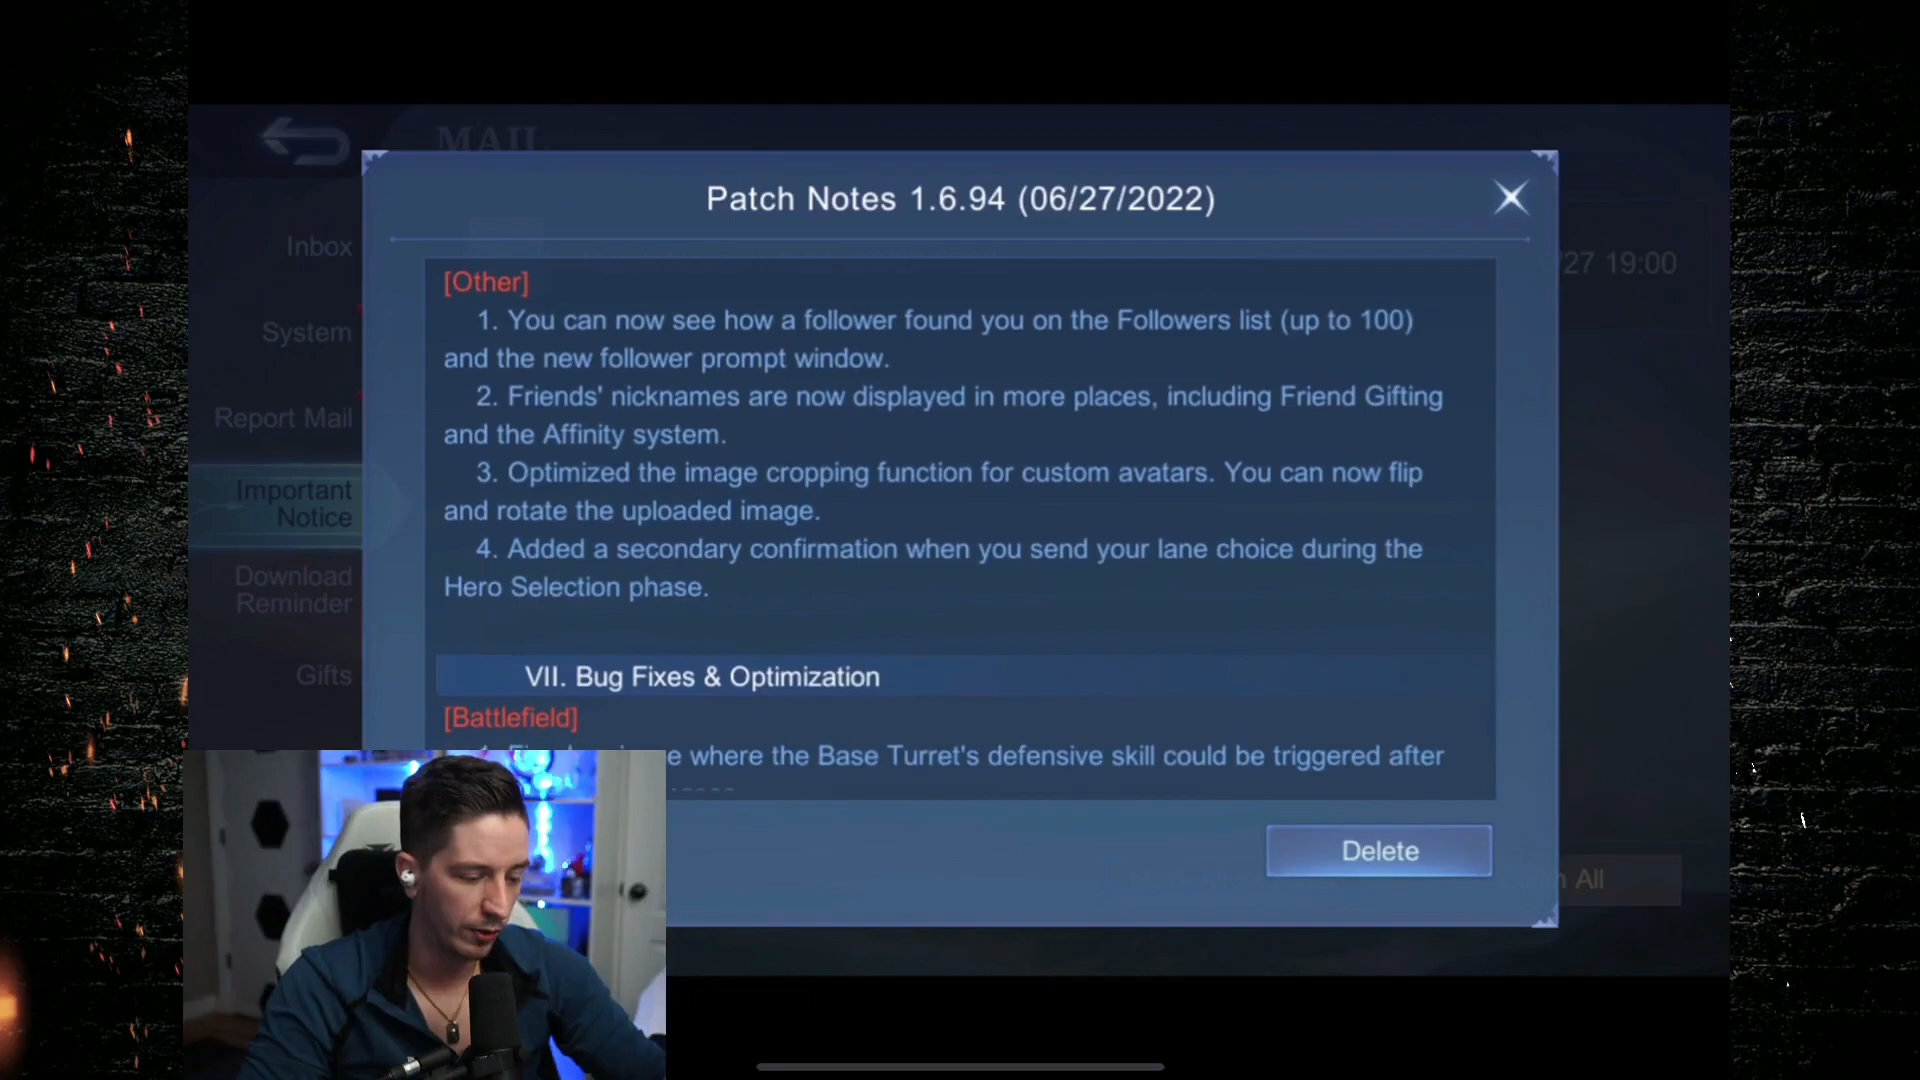 MAIL
Patch Notes 1.6.94 (06/27/2022)
Inbox
System
Report Mail
Important
Notice
Download
Reminder
Gifts
/27 19:00
[Other]
1. You can now see how a follower found you on the Followers list (up to 100)
and the new follower prompt window.
2. Friends' nicknames are now displayed in more places, including Friend Gifting
and the Affinity system.
3. Optimized the image cropping function for custom avatars. You can now flip
and rotate the uploaded image.
4. Added a secondary confirmation when you send your lane choice during the
Hero Selection phase.
VII. Bug Fixes & Optimization
[Battlefield]
where the Base Turret's defensive skill could be triggered after
Delete
All